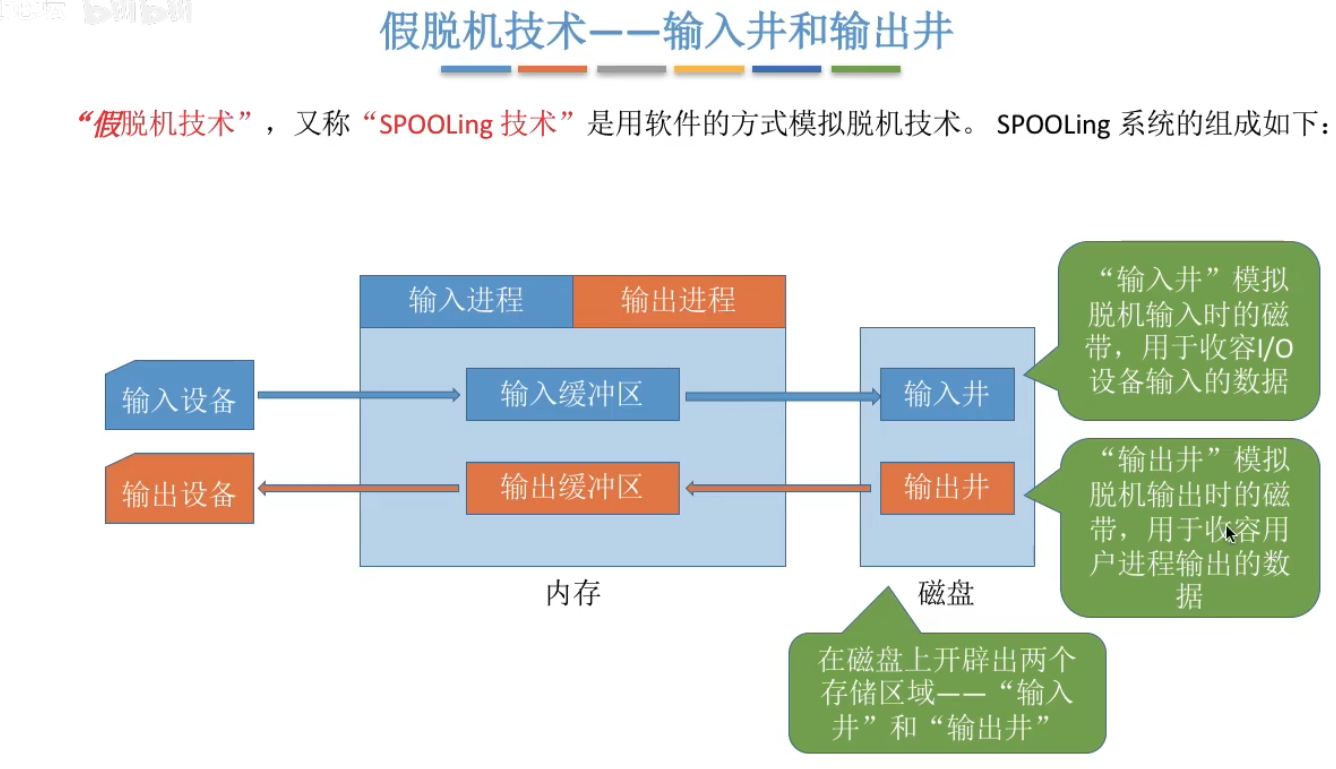 假脱机技术——输入井和输出井
“假脱机技术”，又称“SPOOLing 技术”是用软件的方式模拟脱机技术。 SPOOLing 系统的组成如下：
输入进程
输出进程
输入设备
输入缓冲区
输入井
输出设备
输出缓冲区
输出井
内存
磁盘
“输入井”模拟
脱机输入时的磁
带，用于收容I/O
设备输入的数据
“输出井”模拟
脱机输出时的磁
带，用于收容用
户进程输出的数
据
在磁盘上开辟出两个
存储区域——“输入
井”和“输出井”